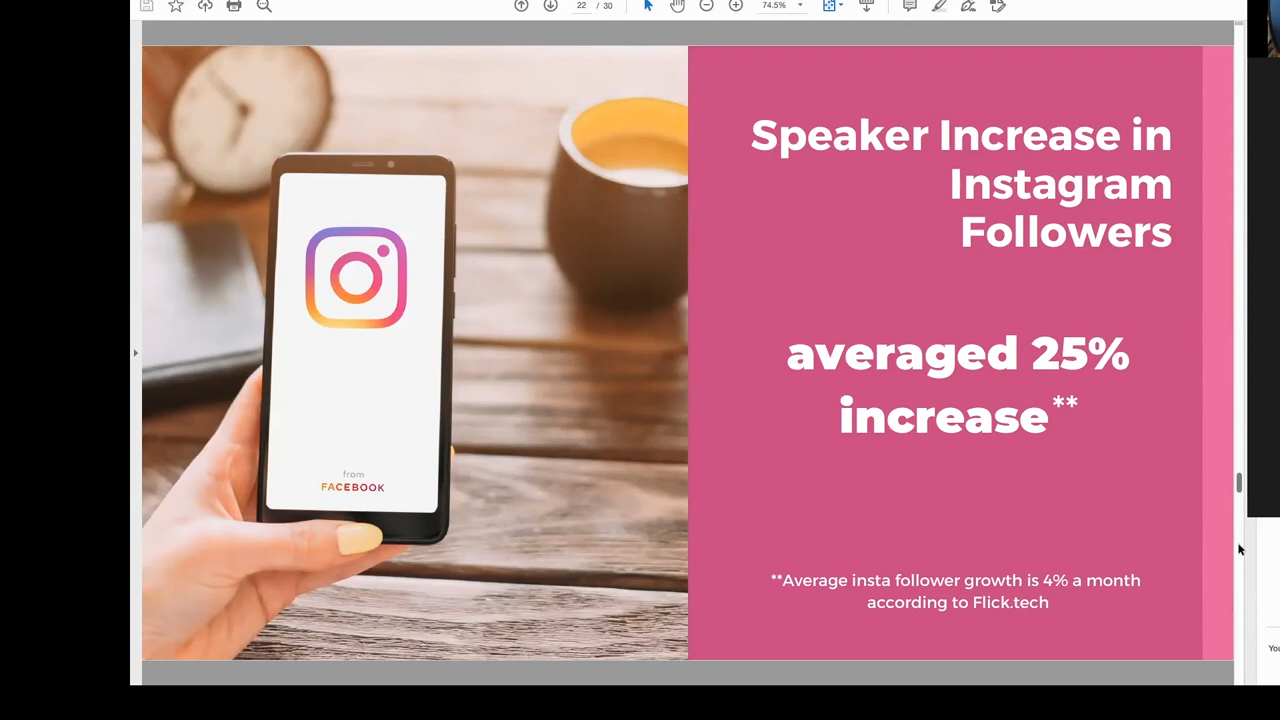 22 / 30
74.5%
Speaker Increase in
Instagram
Followers
averaged 25%
increase**
from
FACEBOOK
**Average insta follower growth is 4% a month
according to Flick.tech